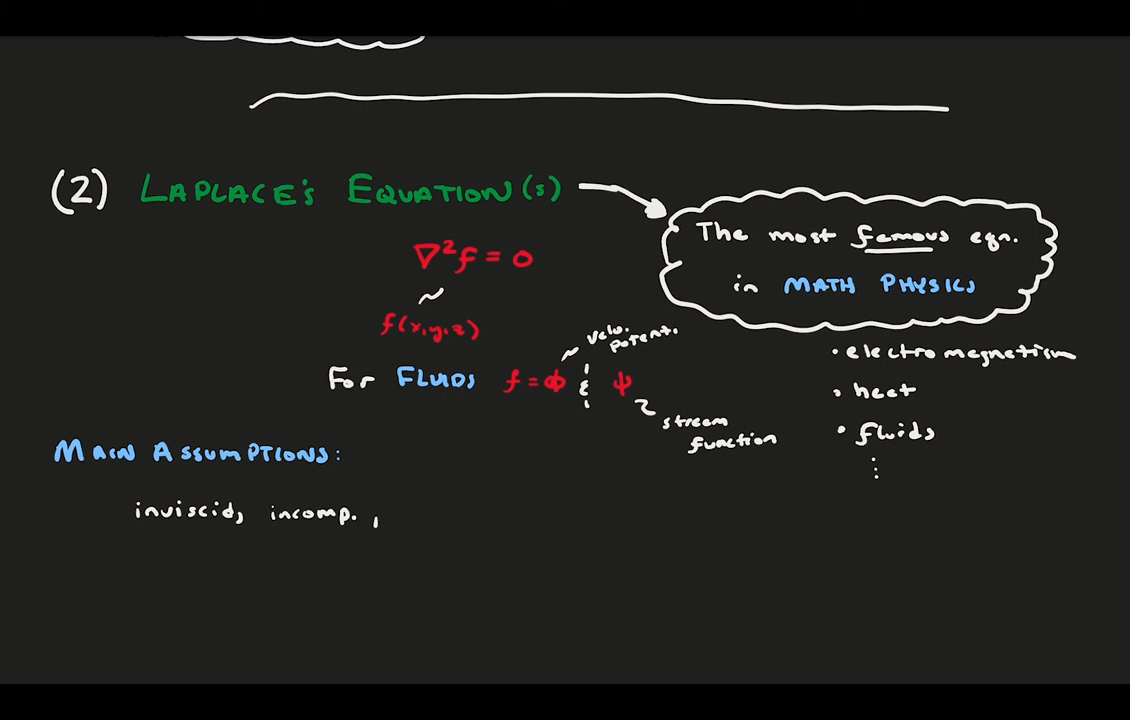 (2) LAPLACE'S EQUATION(s)
The most famous eqn.
in MATH PHYSICS
∇²f = 0
f(x,y,z)
velo.
potent.
• electromagnetism
For FLUIDS f = ϕ & ψ
• heat
stream
function
• fluids
⋮
MAIN ASSUMPTIONS:
inviscid, incomp. ,